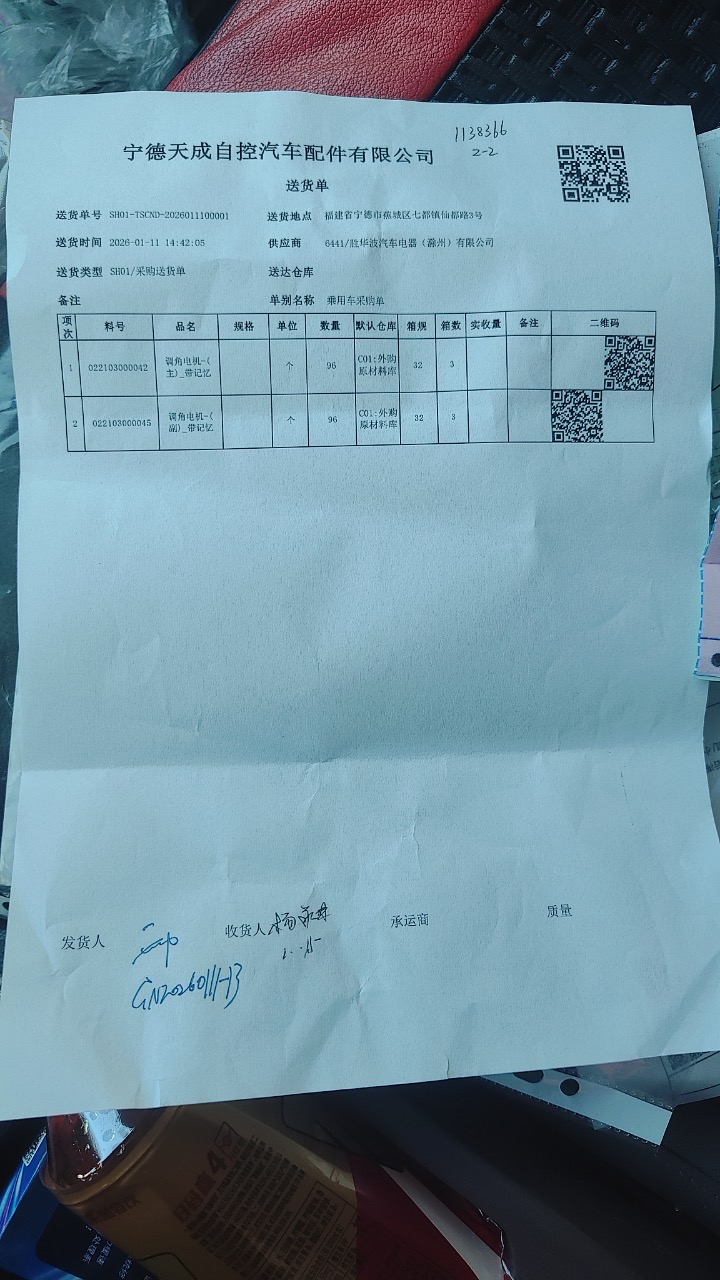 1138366
2-2
宁德天成自控汽车配件有限公司
送货单
送货单号 SH01-TSCND-2026011100001 送货地点 福建省宁德市蕉城区七都镇仙都路3号
送货时间 2026-01-11 14:42:05 供应商 6441/胜华波汽车电器（滁州）有限公司
送货类型 SH01/采购送货单 送达仓库
备注 单别名称 乘用车采购单
项次 料号 品名 规格 单位 数量 默认仓库 箱规 箱数 实收量 备注 二维码
1 022103000042 调角电机-(主)_带记忆 个 96 C01:外购原材料库 32 3
2 022103000045 调角电机-(副)_带记忆 个 96 C01:外购原材料库 32 3
发货人 收货人 承运商 质量
GN20260111-13